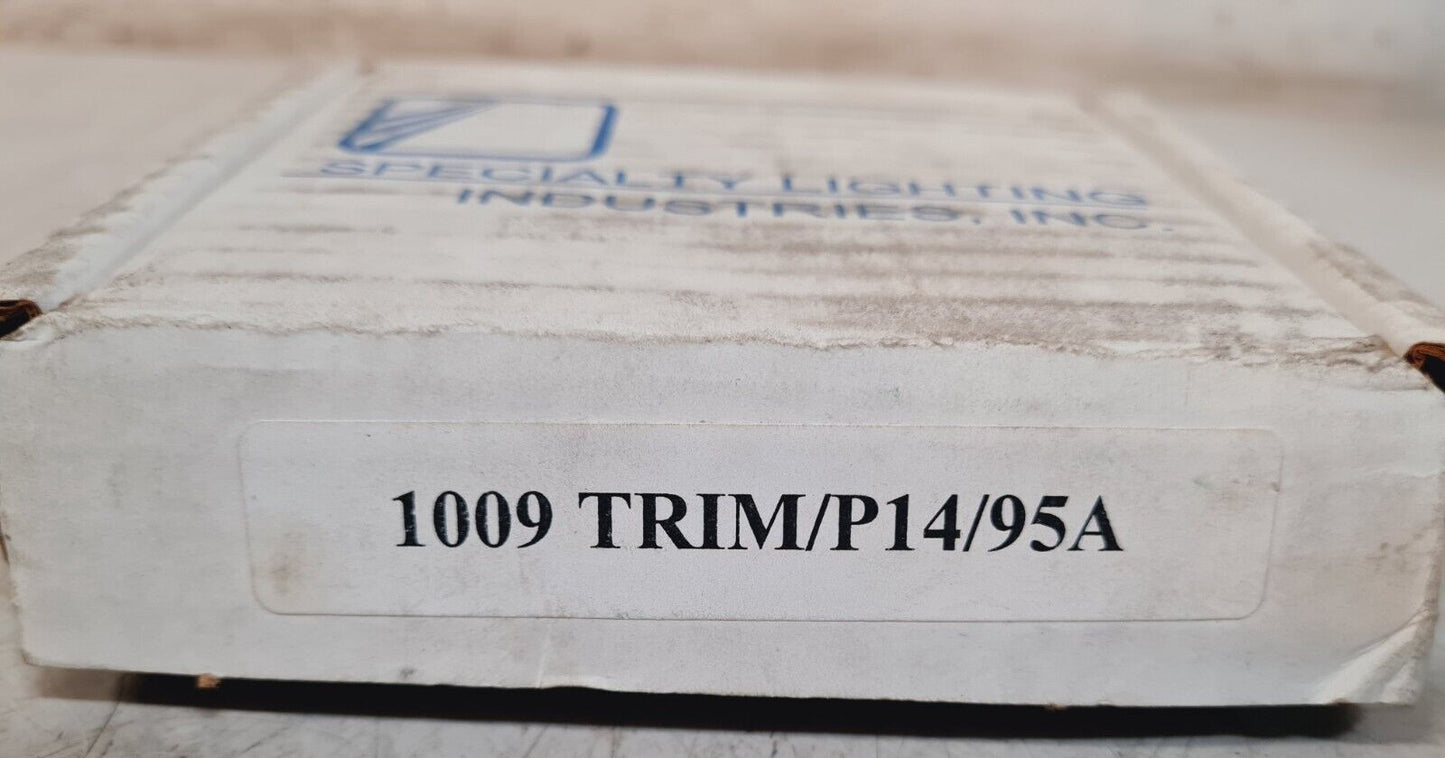 SPECIALTY LIGHTING
INDUSTRIES, INC.
1009 TRIM/P14/95A